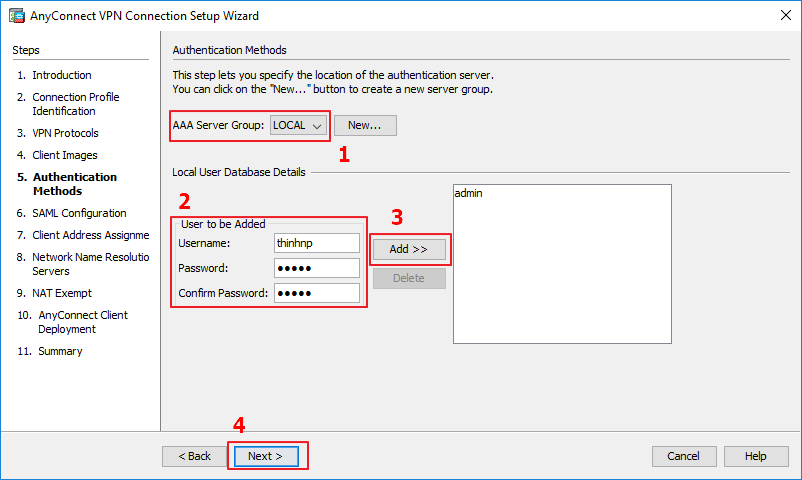 AnyConnect VPN Connection Setup Wizard
Steps
1. Introduction
2. Connection Profile
Identification
3. VPN Protocols
4. Client Images
5. Authentication
Methods
6. SAML Configuration
7. Client Address Assignme
8. Network Name Resolutio
Servers
9. NAT Exempt
10. AnyConnect Client
Deployment
11. Summary
Authentication Methods
This step lets you specify the location of the authentication server.
You can click on the "New..." button to create a new server group.
AAA Server Group: LOCAL New...
1
Local User Database Details
2
User to be Added
Username: thinhnp
Password: ●●●●●
Confirm Password: ●●●●●
3
Add >>
Delete
admin
4
< Back Next > Cancel Help